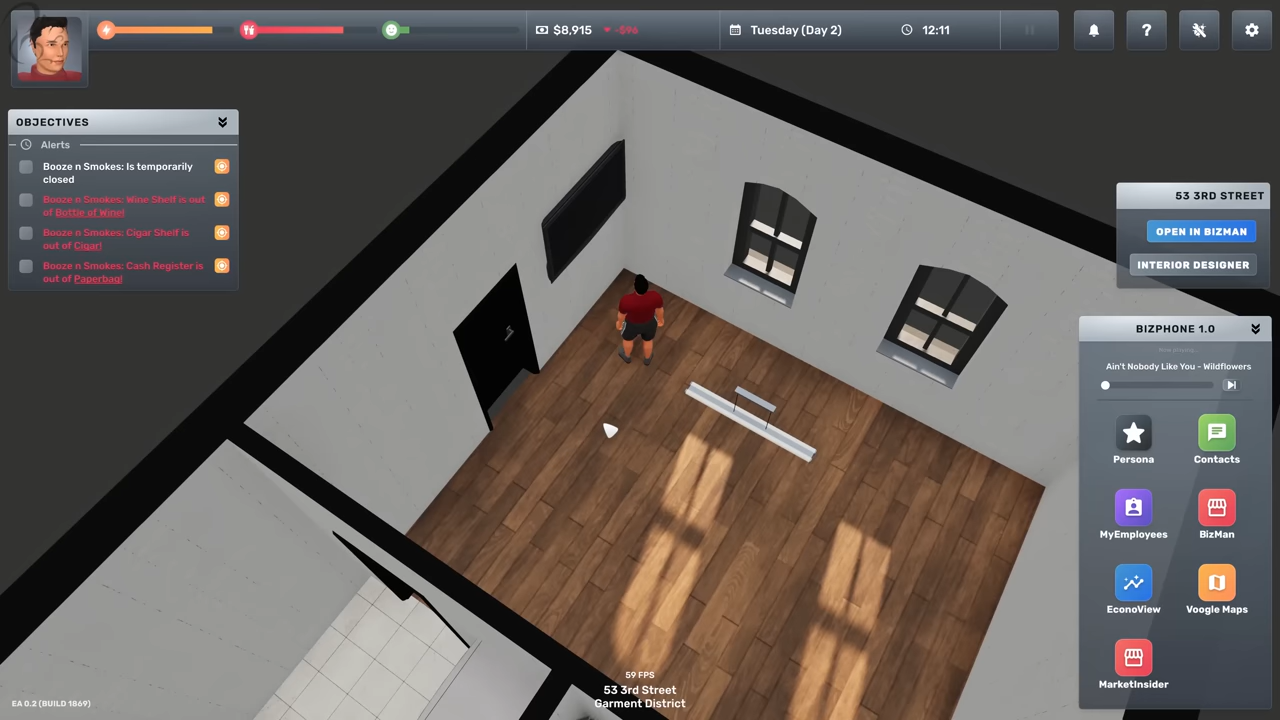 $8,915
-$96
Tuesday (Day 2)
12:11
?
OBJECTIVES
Alerts
Booze n Smokes: Is temporarily
closed
Booze n Smokes: Wine Shelf is out
of Bottle of Wine!
Booze n Smokes: Cigar Shelf is
out of Cigar!
Booze n Smokes: Cash Register is
out of Paperbag!
53 3RD STREET
OPEN IN BIZMAN
INTERIOR DESIGNER
BIZPHONE 1.0
Ain't Nobody Like You - Wildflowers
Persona
Contacts
MyEmployees
BizMan
EconoView
Voogle Maps
MarketInsider
59 FPS
53 3rd Street
Garment District
EA 0.2 (BUILD 1869)